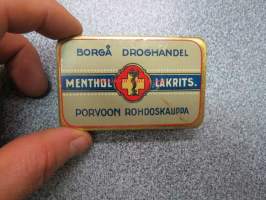 BORGÅ DROGHANDEL
MENTHOL LAKRITS.
PORVOON ROHDOSKAUPPA